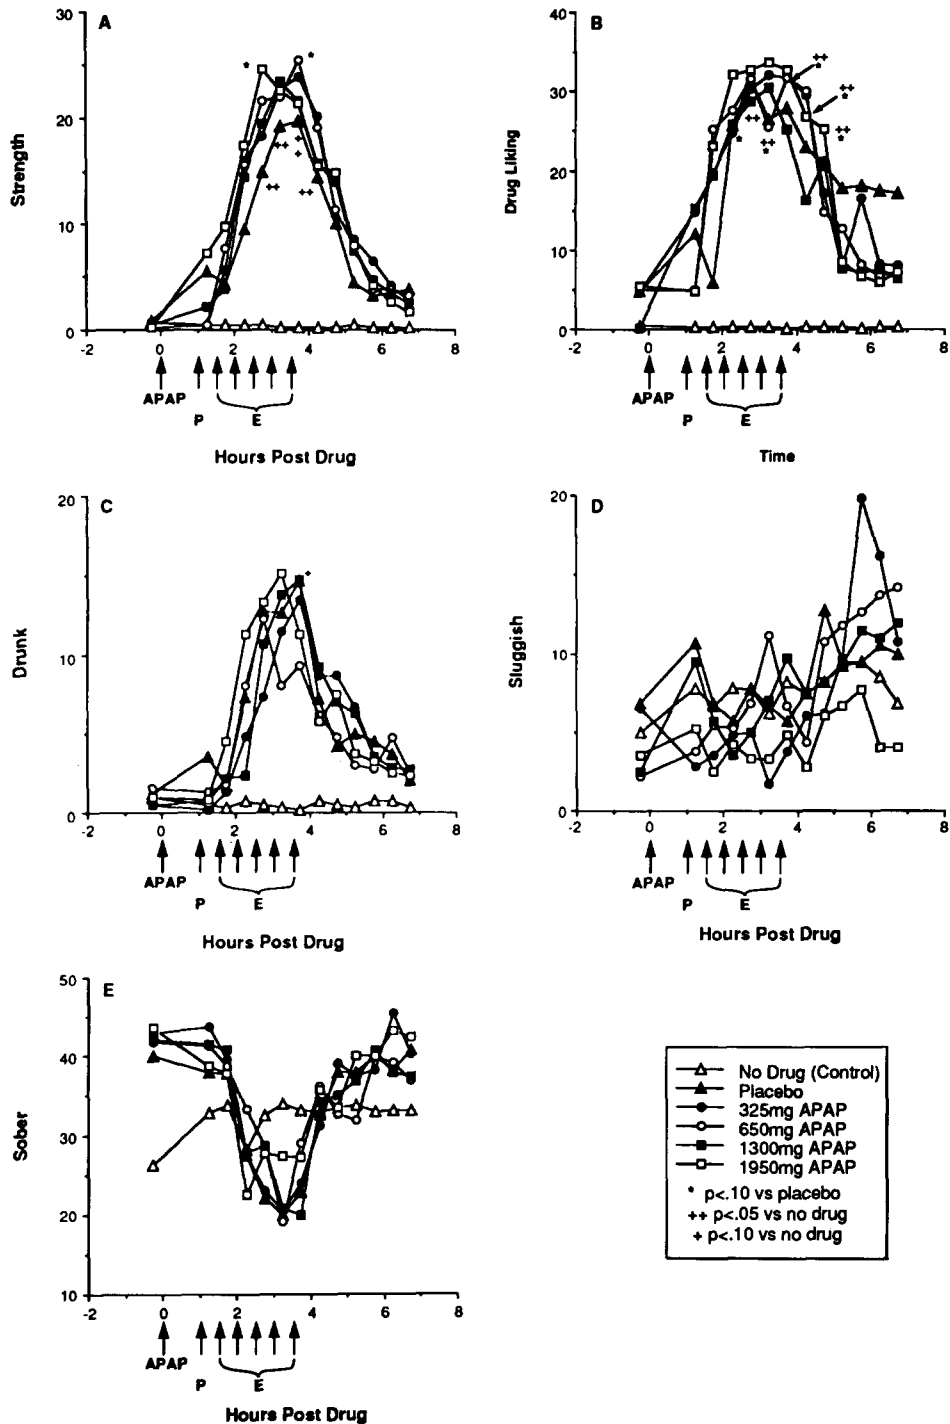 A
Strength
30
20
10
0
-2 0 2 4 6 8
APAP
P E
Hours Post Drug
* *
++ + +
++ ++
B
Drug Liking
40
30
20
10
0
-2 0 2 4 6 8
APAP
P E
Time
++
*
++
*
++
*
++
*
++
*
C
Drunk
20
10
0
-2 0 2 4 6 8
APAP
P E
Hours Post Drug
+
D
Sluggish
20
10
0
-2 0 2 4 6 8
APAP
P E
Hours Post Drug
E
Sober
50
40
30
20
10
-2 0 2 4 6 8
APAP
P E
Hours Post Drug
No Drug (Control)
Placebo
325mg APAP
650mg APAP
1300mg APAP
1950mg APAP
* p<.10 vs placebo
++ p<.05 vs no drug
+ p<.10 vs no drug